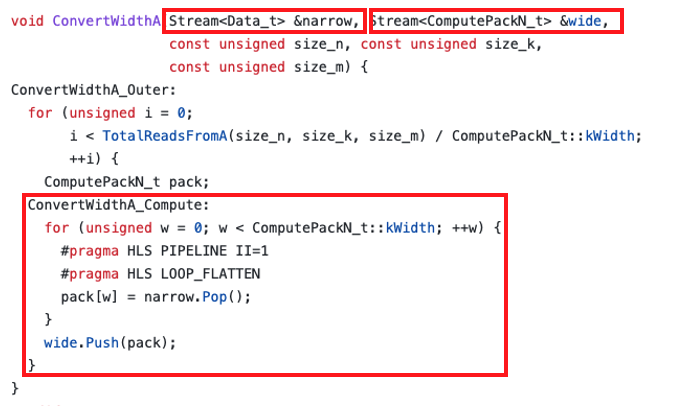 void ConvertWidthA(Stream<Data_t> &narrow, Stream<ComputePackN_t> &wide,
const unsigned size_n, const unsigned size_k,
const unsigned size_m) {
ConvertWidthA_Outer:
for (unsigned i = 0;
i < TotalReadsFromA(size_n, size_k, size_m) / ComputePackN_t::kWidth;
++i) {
ComputePackN_t pack;
ConvertWidthA_Compute:
for (unsigned w = 0; w < ComputePackN_t::kWidth; ++w) {
#pragma HLS PIPELINE II=1
#pragma HLS LOOP_FLATTEN
pack[w] = narrow.Pop();
}
wide.Push(pack);
}
}